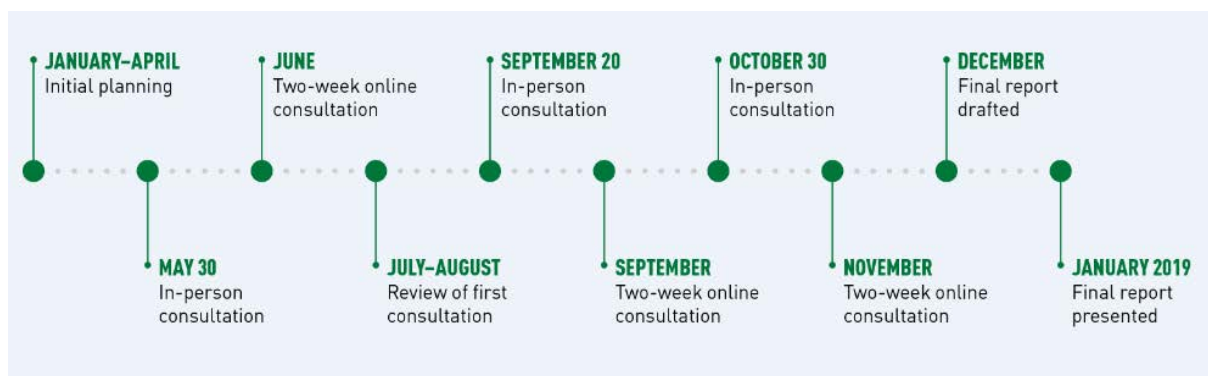 JANUARY–APRIL
Initial planning
JUNE
Two-week online
consultation
SEPTEMBER 20
In-person
consultation
OCTOBER 30
In-person
consultation
DECEMBER
Final report
drafted
MAY 30
In-person
consultation
JULY–AUGUST
Review of first
consultation
SEPTEMBER
Two-week online
consultation
NOVEMBER
Two-week online
consultation
JANUARY 2019
Final report
presented